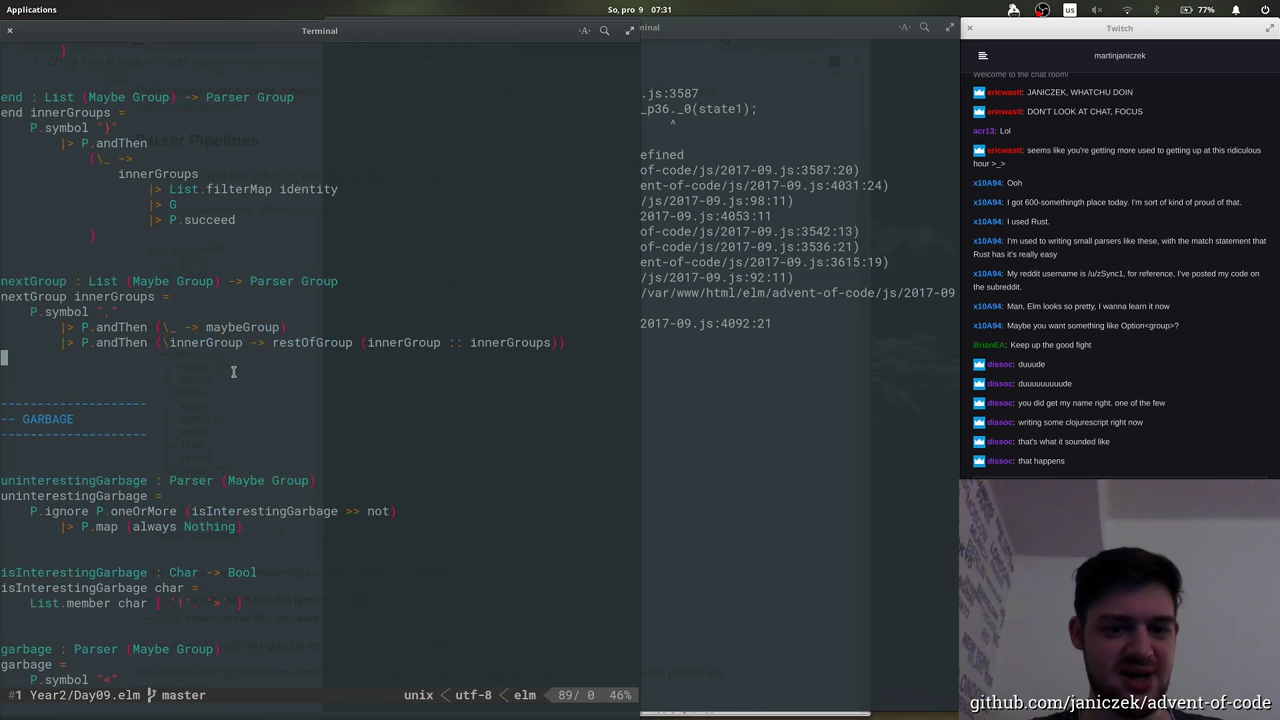 Applications
So, pro 9 07:31
77%
us
Terminal
]
end : List (Maybe Group) -> Parser Group
end innerGroups =
P.symbol "}"
|> P.andThen
(\_ ->
innerGroups
|> List.filterMap identity
|> G
|> P.succeed
)
nextGroup : List (Maybe Group) -> Parser Group
nextGroup innerGroups =
P.symbol ","
|> P.andThen (\_ -> maybeGroup)
|> P.andThen (\innerGroup -> restOfGroup (innerGroup :: innerGroups))
--------------------
-- GARBAGE
--------------------
uninterestingGarbage : Parser (Maybe Group)
uninterestingGarbage =
P.ignore P.oneOrMore (isInterestingGarbage >> not)
|> P.map (always Nothing)
isInterestingGarbage : Char -> Bool
isInterestingGarbage char =
List.member char [ '!', '>' ]
garbage : Parser (Maybe Group)
garbage =
P.symbol "<"
#1 Year2/Day09.elm master unix utf-8 elm 89/ 0 46%
Parser Pipelines
minal
.js:3587
_p36._0(state1);
^
efined
of-code/js/2017-09.js:3587:20)
ent-of-code/js/2017-09.js:4031:24)
/js/2017-09.js:98:11)
2017-09.js:4053:11
of-code/js/2017-09.js:3542:13)
of-code/js/2017-09.js:3536:21)
ent-of-code/js/2017-09.js:3615:19)
/js/2017-09.js:92:11)
/var/www/html/elm/advent-of-code/js/2017-09
2017-09.js:4092:21
Twitch
martinjaniczek
Welcome to the chat room!
ericwastl: JANICZEK, WHATCHU DOIN
ericwastl: DON'T LOOK AT CHAT, FOCUS
acr13: Lol
ericwastl: seems like you're getting more used to getting up at this ridiculous
hour >_>
x10A94: Ooh
x10A94: I got 600-somethingth place today. I'm sort of kind of proud of that.
x10A94: I used Rust.
x10A94: I'm used to writing small parsers like these, with the match statement that
Rust has it's really easy
x10A94: My reddit username is /u/zSync1, for reference, I've posted my code on
the subreddit.
x10A94: Man, Elm looks so pretty, I wanna learn it now
x10A94: Maybe you want something like Option<group>?
BrianEA: Keep up the good fight
dissoc: duuude
dissoc: duuuuuuuude
dissoc: you did get my name right. one of the few
dissoc: writing some clojurescript right now
dissoc: that's what it sounded like
dissoc: that happens
github.com/janiczek/advent-of-code